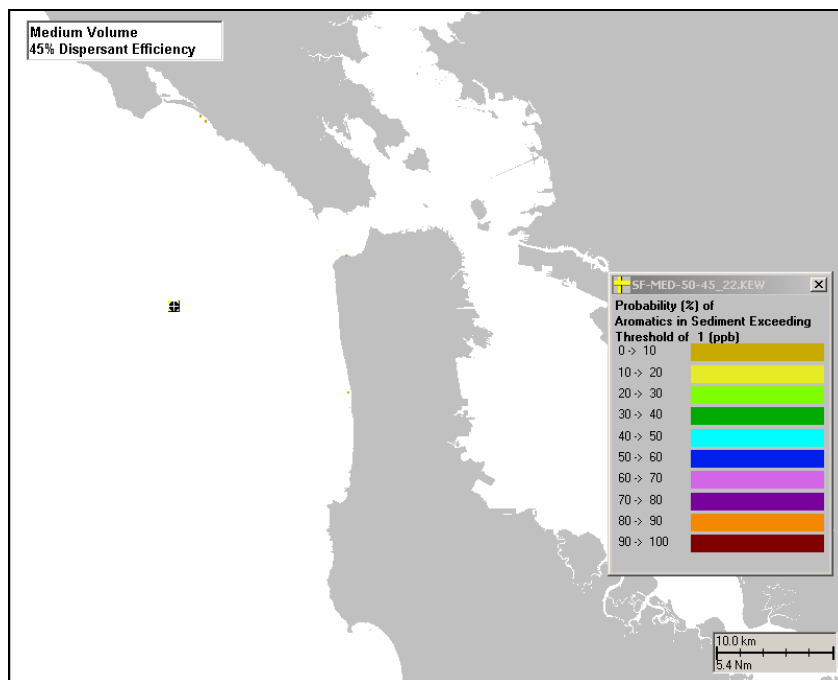 Medium Volume
45% Dispersant Efficiency
SF-MED-50-45_22.KEW
Probability (%) of
Aromatics in Sediment Exceeding
Threshold of 1 (ppb)
0 -> 10
10 -> 20
20 -> 30
30 -> 40
40 -> 50
50 -> 60
60 -> 70
70 -> 80
80 -> 90
90 -> 100
10.0 km
5.4 Nm